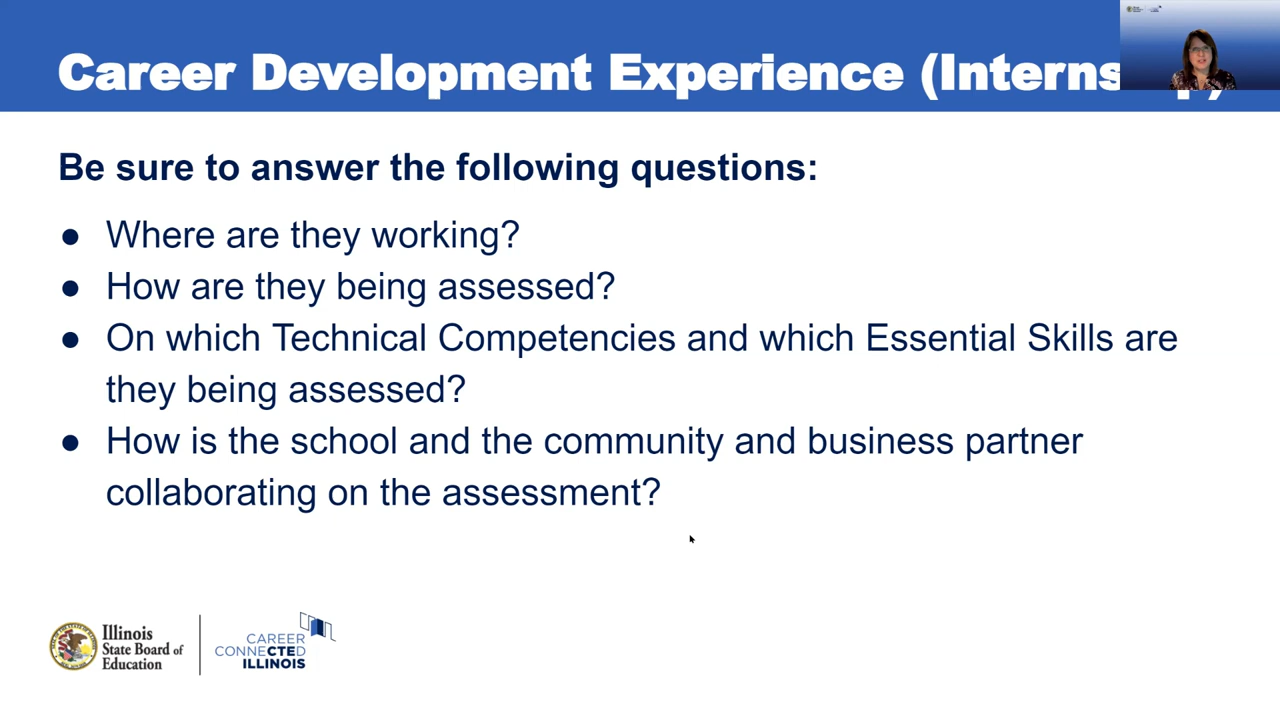 Career Development Experience (Interns
Be sure to answer the following questions:
● Where are they working?
● How are they being assessed?
● On which Technical Competencies and which Essential Skills are
they being assessed?
● How is the school and the community and business partner
collaborating on the assessment?
Illinois
State Board of
Education
CAREER
CONNECTED
ILLINOIS